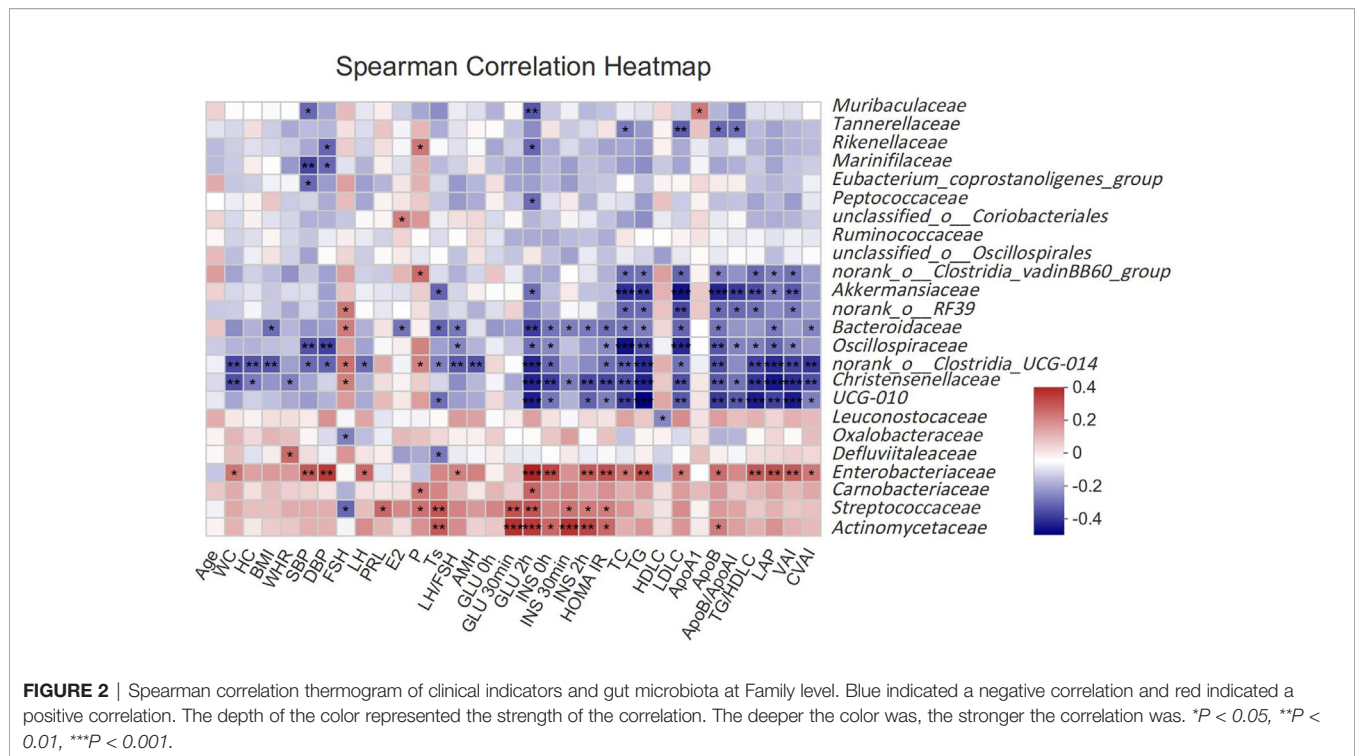 Spearman Correlation Heatmap
* ** * Muribaculaceae
* ** * * Tannerellaceae
* * * Rikenellaceae
** * Marinifilaceae
* Eubacterium_coprostanoligenes_group
* Peptococcaceae
* unclassified_o__Coriobacteriales
Ruminococcaceae
unclassified_o__Oscillospirales
* * * * * * * * norank_o__Clostridia_vadinBB60_group
* * *** *** *** *** ** ** * ** Akkermansiaceae
* * * ** * * * norank_o__RF39
* * * * * ** * * * * * * * * * * Bacteroidaceae
** ** * ** * * *** ** *** ** * * * * Oscillospiraceae
** ** ** * * * * * * ** ** *** * * ** *** ** ** * ** *** *** ** norank_o__Clostridia_UCG-014
** * * * *** ** * ** ** ** *** * ** * ** *** *** ** Christensenellaceae
* *** * * * ** *** ** ** *** *** ** *** * UCG-010
* Leuconostocaceae
* Oxalobacteraceae
* * Defluviitaleaceae
* ** ** * * *** ** ** ** * ** * * ** ** ** * Enterobacteriaceae
* * Carnobacteriaceae
* * * ** ** ** * * * Streptococcaceae
** *** *** * *** ** * * Actinomycetaceae
0.4
0.2
0
-0.2
-0.4
Age WC HC BMI WHR SBP DBP FSH LH PRL E2 P Ts LH/FSH AMH GLU 0h GLU 30min GLU 2h INS 0h INS 30min INS 2h HOMA IR TC TG HDLC LDLC ApoA1 ApoB ApoB/ApoAI TG/HDLC LAP VAI CVAI
FIGURE 2 | Spearman correlation thermogram of clinical indicators and gut microbiota at Family level. Blue indicated a negative correlation and red indicated a
positive correlation. The depth of the color represented the strength of the correlation. The deeper the color was, the stronger the correlation was. *P < 0.05, **P <
0.01, ***P < 0.001.